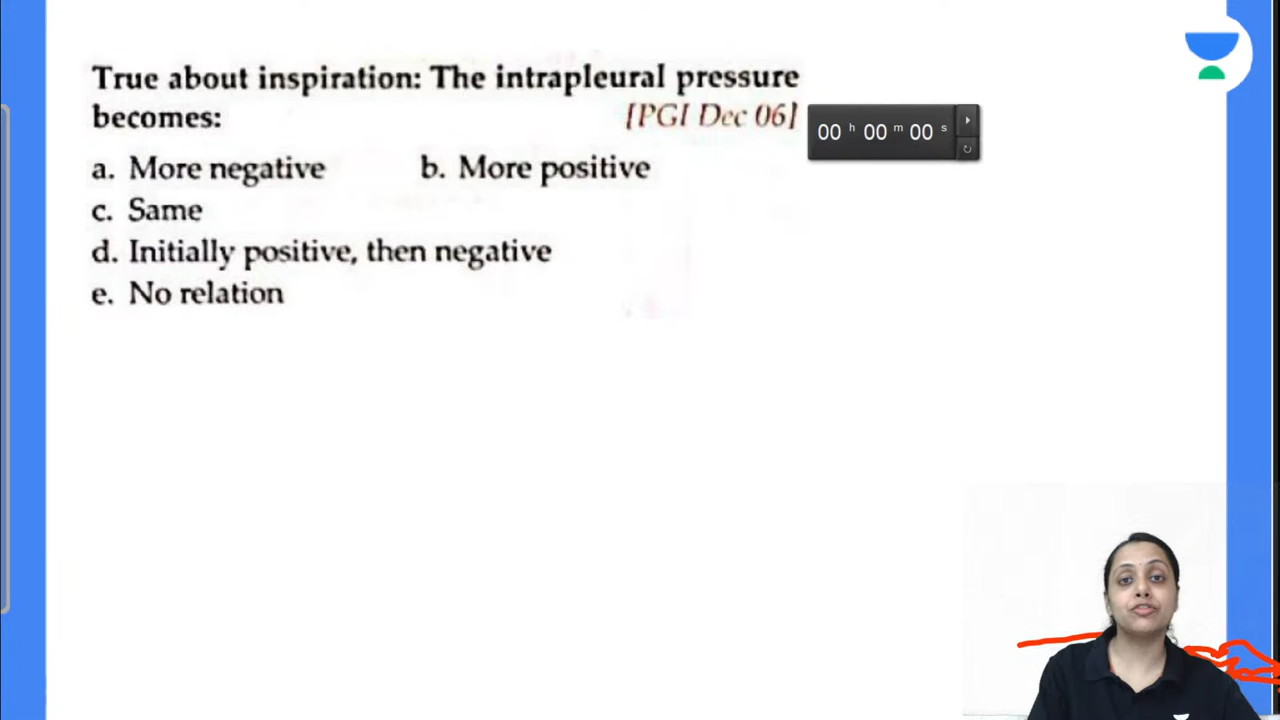 True about inspiration: The intrapleural pressure
becomes: [PGI Dec 06]
00 h 00 m 00 s
a. More negative b. More positive
c. Same
d. Initially positive, then negative
e. No relation